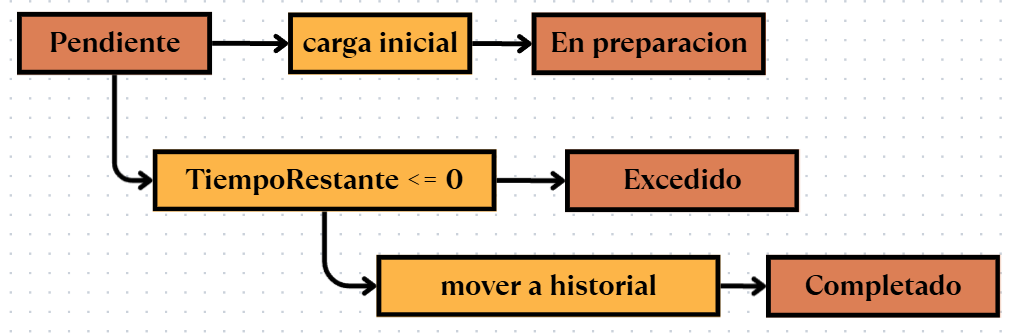 Pendiente
carga inicial
En preparacion
TiempoRestante <= 0
Excedido
mover a historial
Completado